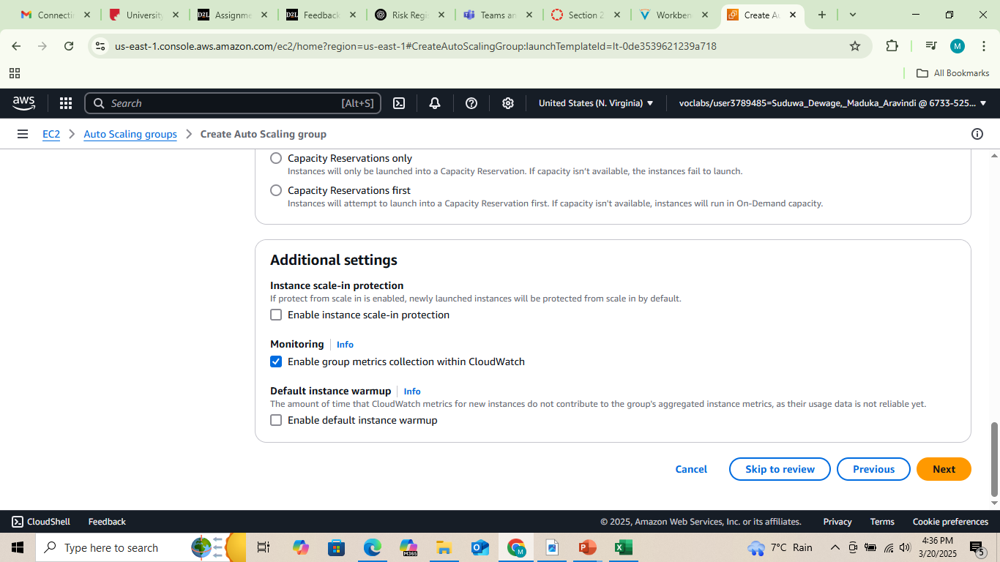 Connectin
University
D2L
Assignme
D2L
Feedback
Risk Regis
Teams an
Section 2
Workben
Create Au
us-east-1.console.aws.amazon.com/ec2/home?region=us-east-1#CreateAutoScalingGroup:launchTemplateId=lt-0de3539621239a718
M
All Bookmarks
aws
Search
[Alt+S]
United States (N. Virginia)
voclabs/user3789485=Suduwa_Dewage,_Maduka_Aravindi @ 6733-525...
EC2
Auto Scaling groups
Create Auto Scaling group
Capacity Reservations only
Instances will only be launched into a Capacity Reservation. If capacity isn't available, the instances fail to launch.
Capacity Reservations first
Instances will attempt to launch into a Capacity Reservation first. If capacity isn't available, instances will run in On-Demand capacity.
Additional settings
Instance scale-in protection
If protect from scale in is enabled, newly launched instances will be protected from scale in by default.
Enable instance scale-in protection
Monitoring
Info
Enable group metrics collection within CloudWatch
Default instance warmup
Info
The amount of time that CloudWatch metrics for new instances do not contribute to the group's aggregated instance metrics, as their usage data is not reliable yet.
Enable default instance warmup
Cancel
Skip to review
Previous
Next
CloudShell
Feedback
© 2025, Amazon Web Services, Inc. or its affiliates.
Privacy
Terms
Cookie preferences
Type here to search
M365
M
7°C Rain
4:36 PM
3/20/2025
5